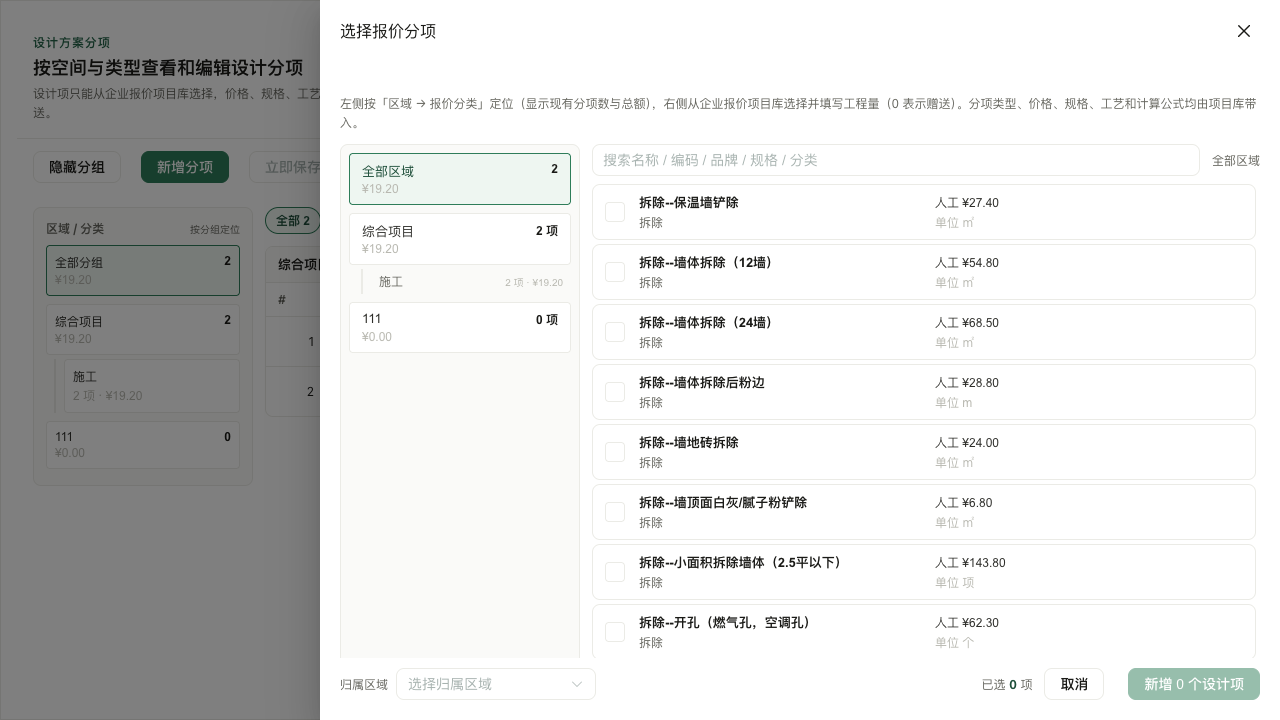 设计方案分项
按空间与类型查看和编辑设计分项
设计项只能从企业报价项目库选择，价格、规格、工艺
送。
隐藏分组
新增分项
立即保存
区域 / 分类
按分组定位
全部分组
2
¥19.20
综合项目
2
¥19.20
施工
2 项 · ¥19.20
111
0
¥0.00
全部 2
综合项
#
1
2
选择报价分项
左侧按「区域 → 报价分类」定位（显示现有分项数与总额），右侧从企业报价项目库选择并填写工程量（0 表示赠送）。分项类型、价格、规格、工艺和计算公式均由项目库带
入。
全部区域
2
¥19.20
综合项目
2 项
¥19.20
施工
2 项 · ¥19.20
111
0 项
¥0.00
搜索名称 / 编码 / 品牌 / 规格 / 分类
全部区域
拆除--保温墙铲除
人工 ¥27.40
拆除
单位 ㎡
拆除--墙体拆除（12墙）
人工 ¥54.80
拆除
单位 ㎡
拆除--墙体拆除（24墙）
人工 ¥68.50
拆除
单位 ㎡
拆除--墙体拆除后粉边
人工 ¥28.80
拆除
单位 m
拆除--墙地砖拆除
人工 ¥24.00
拆除
单位 ㎡
拆除--墙顶面白灰/腻子粉铲除
人工 ¥6.80
拆除
单位 ㎡
拆除--小面积拆除墙体（2.5平以下）
人工 ¥143.80
拆除
单位 项
拆除--开孔（燃气孔，空调孔）
人工 ¥62.30
拆除
单位 个
归属区域
选择归属区域
已选 0 项
取消
新增 0 个设计项